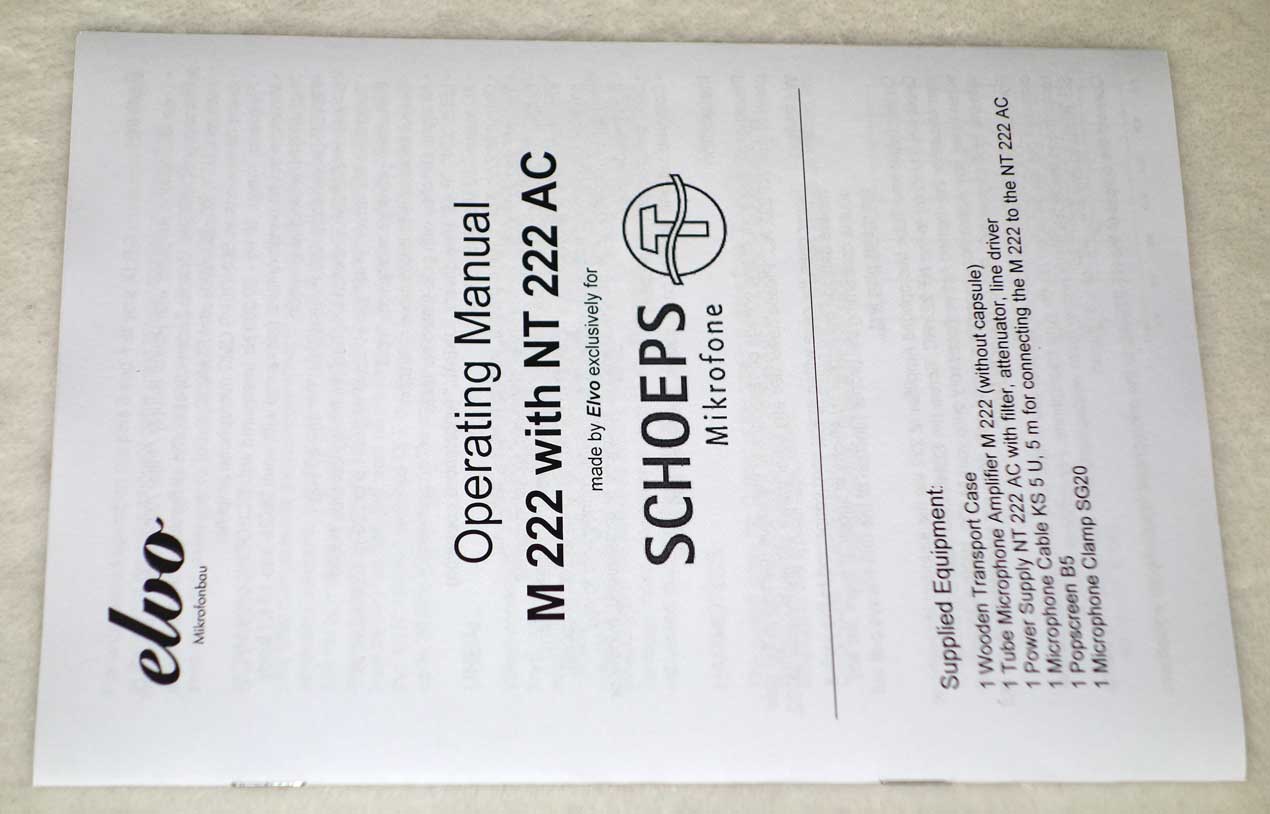 elvo
Mikrofonbau
Operating Manual
M 222 with NT 222 AC
made by Elvo exclusively for
SCHOEPS
Mikrofone
Supplied Equipment:
1 Wooden Transport Case
1 Tube Microphone Amplifier M 222 (without capsule)
1 Power Supply NT 222 AC with filter, attenuator, line driver
1 Microphone Cable KS 5 U, 5 m for connecting the M 222 to the NT 222 AC
1 Popscreen B5
1 Microphone Clamp SG20